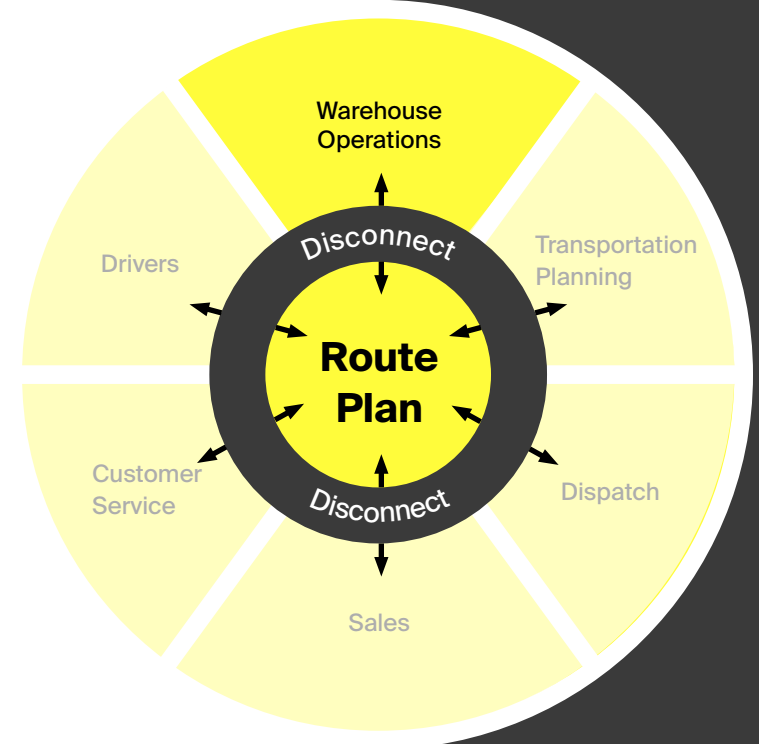 Warehouse
Operations
Disconnect
Transportation
Planning
Drivers
Route
Plan
Customer
Service
Dispatch
Disconnect
Sales